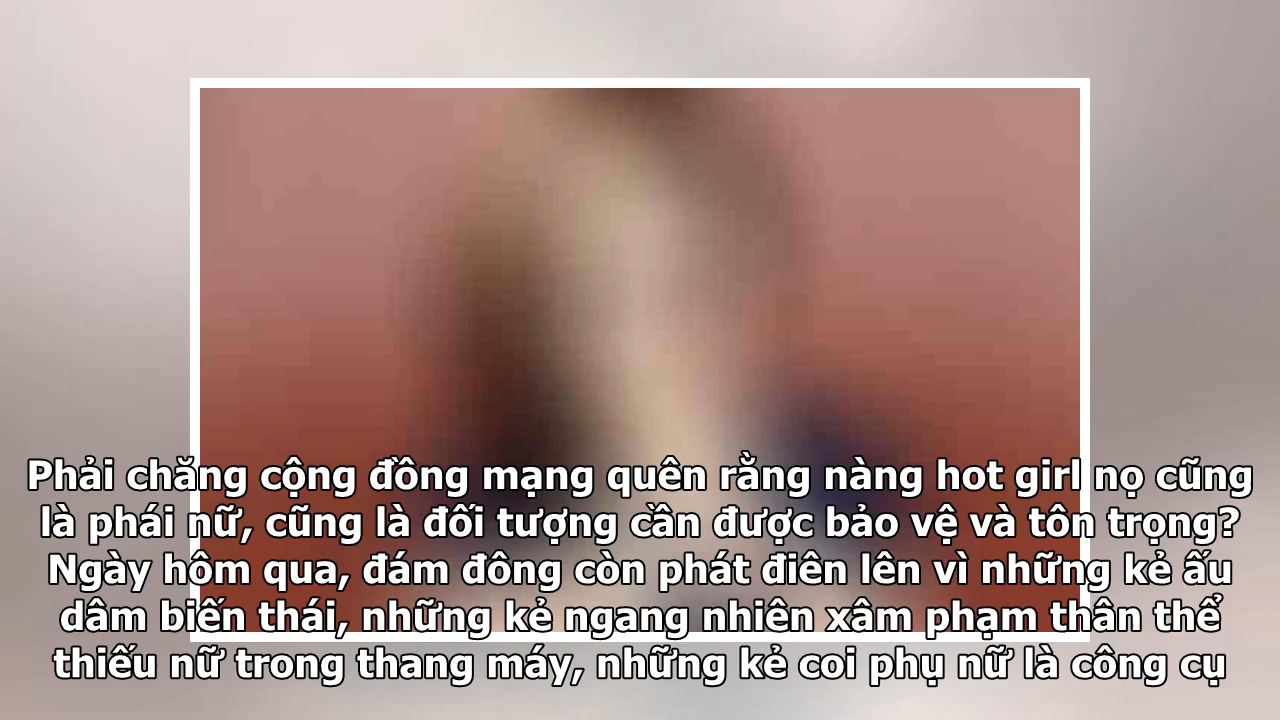 Phải chăng cộng đồng mạng quên rằng nàng hot girl nọ cũng
là phái nữ, cũng là đối tượng cần được bảo vệ và tôn trọng?
Ngày hôm qua, đám đông còn phát điên lên vì những kẻ ấu
dâm biến thái, những kẻ ngang nhiên xâm phạm thân thể
thiếu nữ trong thang máy, những kẻ coi phụ nữ là công cụ